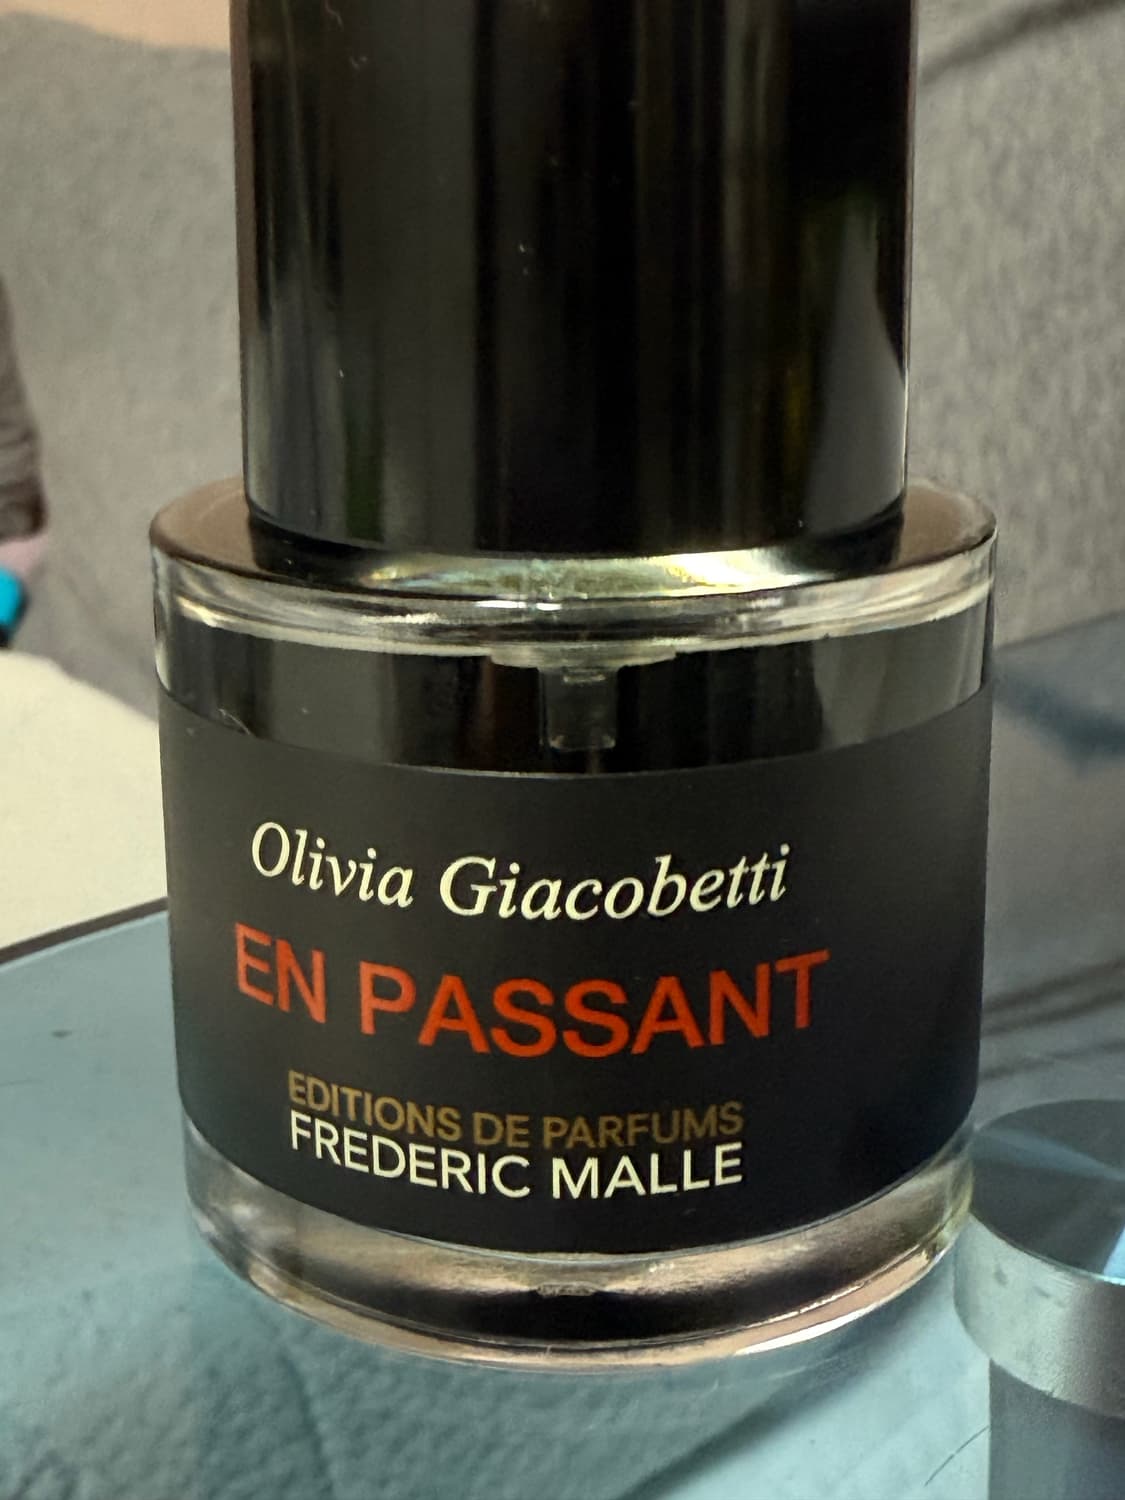 Olivia Giacobetti
EN PASSANT
EDITIONS DE PARFUMS
FREDERIC MALLE